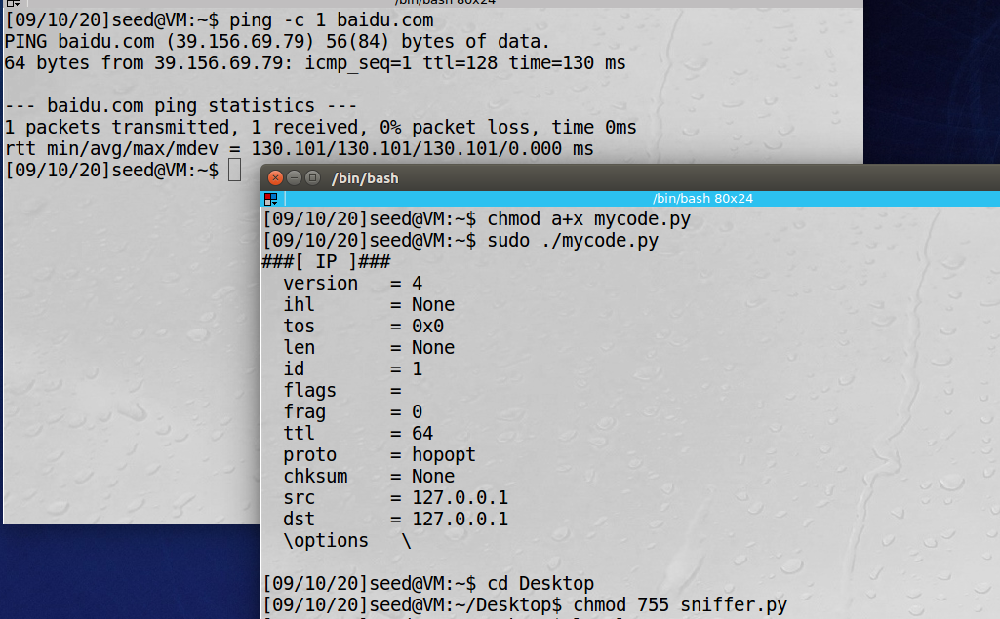 /bin/bash 80x24
[09/10/20]seed@VM:~$ ping -c 1 baidu.com
PING baidu.com (39.156.69.79) 56(84) bytes of data.
64 bytes from 39.156.69.79: icmp_seq=1 ttl=128 time=130 ms
--- baidu.com ping statistics ---
1 packets transmitted, 1 received, 0% packet loss, time 0ms
rtt min/avg/max/mdev = 130.101/130.101/130.101/0.000 ms
[09/10/20]seed@VM:~$
/bin/bash
/bin/bash 80x24
[09/10/20]seed@VM:~$ chmod a+x mycode.py
[09/10/20]seed@VM:~$ sudo ./mycode.py
###[ IP ]###
  version   = 4
  ihl       = None
  tos       = 0x0
  len       = None
  id        = 1
  flags     =
  frag      = 0
  ttl       = 64
  proto     = hopopt
  chksum    = None
  src       = 127.0.0.1
  dst       = 127.0.0.1
  \options   \
[09/10/20]seed@VM:~$ cd Desktop
[09/10/20]seed@VM:~/Desktop$ chmod 755 sniffer.py